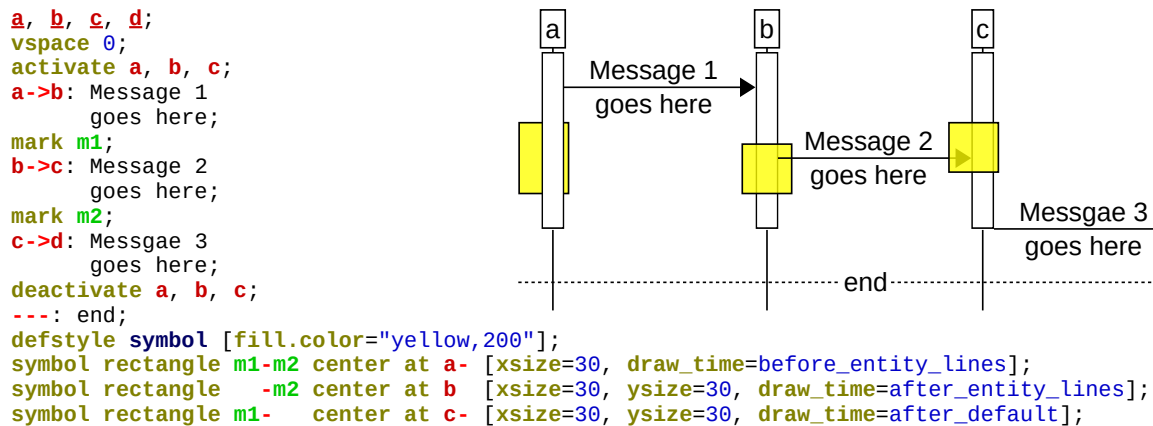 a, b, c, d;
vspace 0;
activate a, b, c;
a->b: Message 1
goes here;
mark m1;
b->c: Message 2
goes here;
mark m2;
c->d: Messgae 3
goes here;
deactivate a, b, c;
---: end;
defstyle symbol [fill.color="yellow,200"];
symbol rectangle m1-m2 center at a- [xsize=30, draw_time=before_entity_lines];
symbol rectangle   -m2 center at b  [xsize=30, ysize=30, draw_time=after_entity_lines];
symbol rectangle m1-   center at c- [xsize=30, ysize=30, draw_time=after_default];
a
b
c
Message 1
goes here
Message 2
goes here
Messgae 3
goes here
end